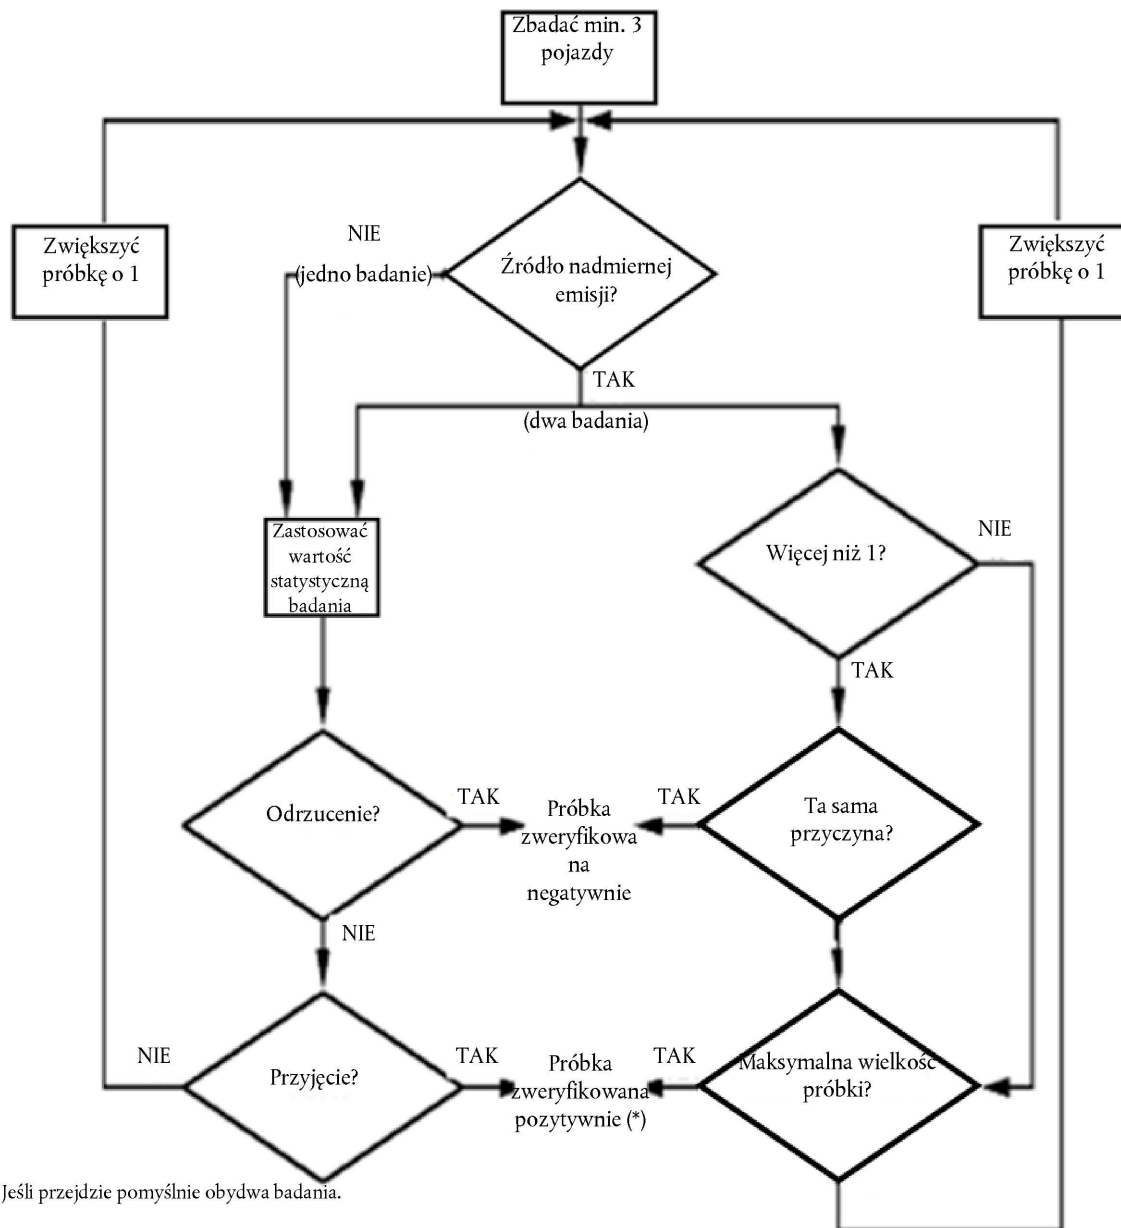 Zbadać min. 3
pojazdy
Zwiększyć
próbkę o 1
NIE
(jedno badanie)
Źródło nadmiernej
emisji?
Zwiększyć
próbkę o 1
TAK
(dwa badania)
Zastosować
wartość
statystyczną
badania
Więcej niż 1?
NIE
TAK
Odrzucenie?
TAK
Próbka
zweryfikowa
na
negatywnie
TAK
Ta sama
przyczyna?
NIE
NIE
Przyjęcie?
TAK
Próbka
zweryfikowana
pozytywnie (*)
TAK
Maksymalna wielkość
próbki?
Jeśli przejdzie pomyślnie obydwa badania.